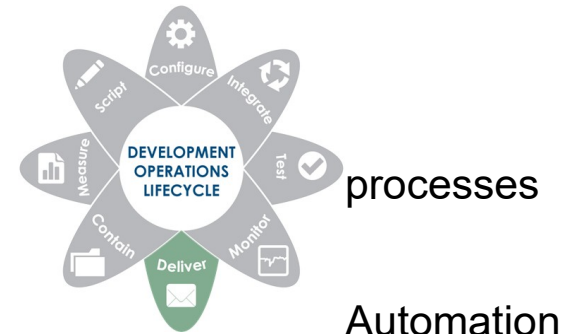 Configure
Integrate
Test
Monitor
Deliver
Contain
Measure
Script
DEVELOPMENT
OPERATIONS
LIFECYCLE
processes
Automation